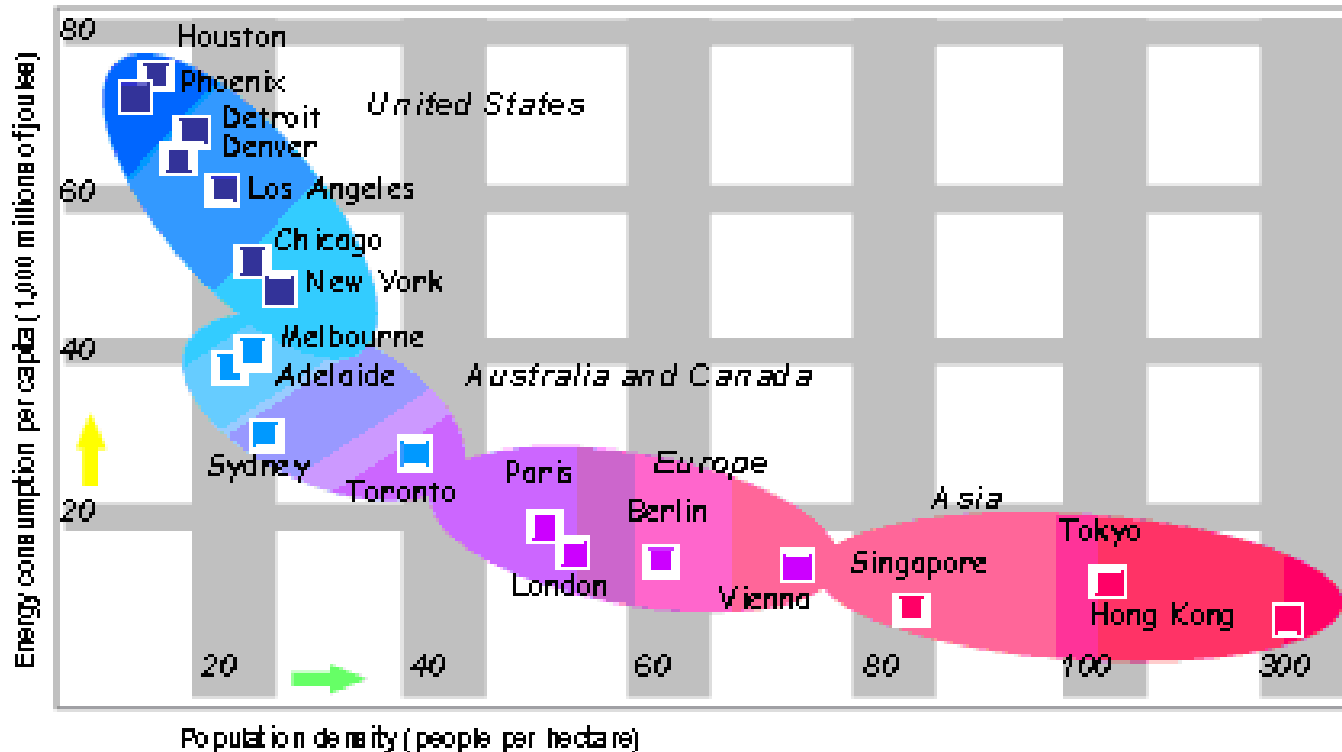 80
Houston
Phoenix
United States
Detroit
Denver
60
Los Angeles
Chicago
New York
Melbourne
40
Adelaide
Australia and Canada
Sydney
Paris
Europe
Toronto
Asia
20
Berlin
Tokyo
Singapore
London
Vienna
Hong Kong
20 40 60 80 100 300
Energy consumption per capita (1,000 millions of joules)
Population density (people per hectare)